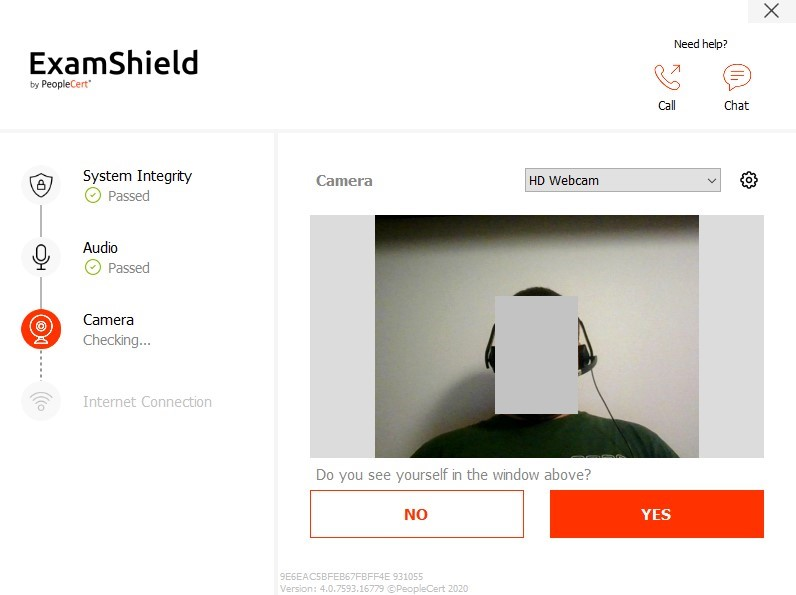 Need help?
ExamShield
by PeopleCert
Call
Chat
System Integrity
Passed
Audio
Passed
Camera
Checking...
Internet Connection
Camera
HD Webcam
Do you see yourself in the window above?
NO
YES
9E6EAC5BFEB67FBFF4E 931055
Version: 4.0.7593.16779 ©PeopleCert 2020